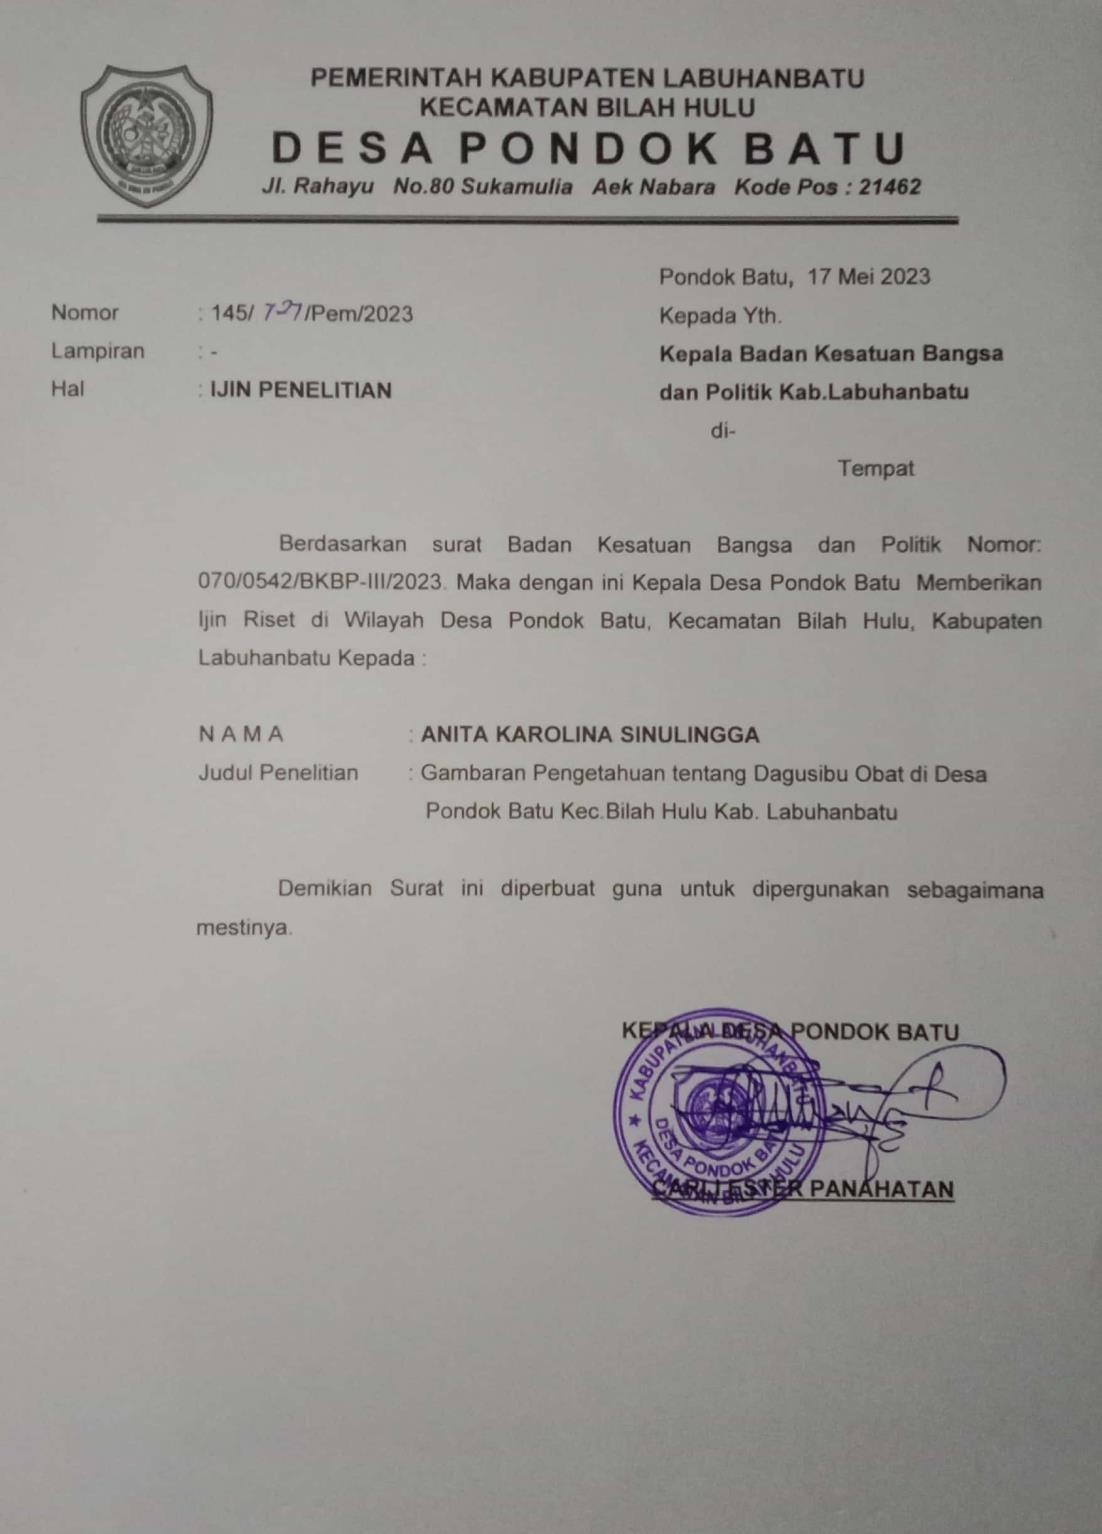 PEMERINTAH KABUPATEN LABUHANBATU
KECAMATAN BILAH HULU
DESA PONDOK BATU
Jl. Rahayu No.80 Sukamulia Aek Nabara Kode Pos : 21462
Pondok Batu, 17 Mei 2023
Nomor : 145/ 727/Pem/2023
Kepada Yth.
Lampiran : -
Kepala Badan Kesatuan Bangsa
Hal : IJIN PENELITIAN
dan Politik Kab.Labuhanbatu
di-
Tempat
Berdasarkan surat Badan Kesatuan Bangsa dan Politik Nomor:
070/0542/BKBP-III/2023. Maka dengan ini Kepala Desa Pondok Batu Memberikan
Ijin Riset di Wilayah Desa Pondok Batu, Kecamatan Bilah Hulu, Kabupaten
Labuhanbatu Kepada :
N A M A : ANITA KAROLINA SINULINGGA
Judul Penelitian : Gambaran Pengetahuan tentang Dagusibu Obat di Desa
Pondok Batu Kec.Bilah Hulu Kab. Labuhanbatu
Demikian Surat ini diperbuat guna untuk dipergunakan sebagaimana
mestinya.
KEPALA DESA PONDOK BATU
KABUPATEN LABUHANBATU
DESA PONDOK BATU
KECAMATAN BILAH HULU
ESTER PANAHATAN